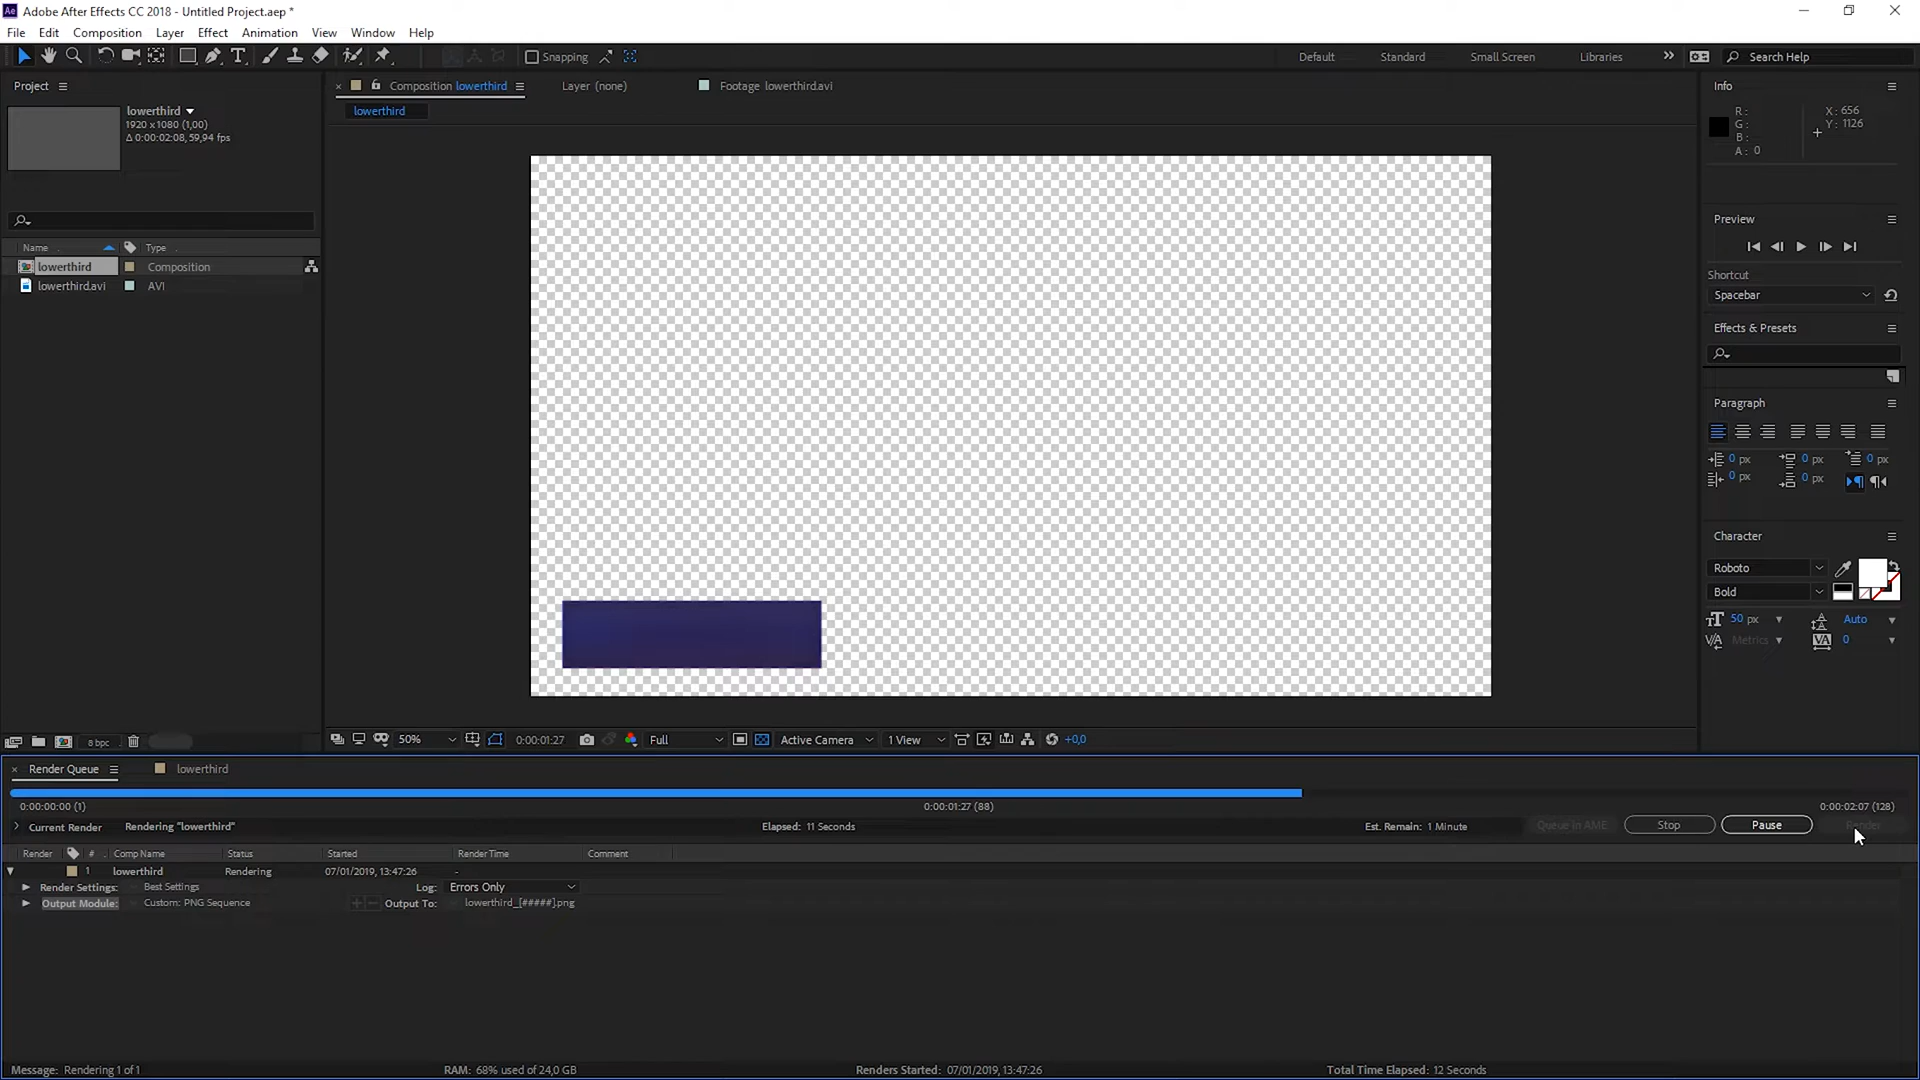 Adobe After Effects CC 2018 - Untitled Project.aep *
File Edit Composition Layer Effect Animation View Window Help
Snapping Default Standard Small Screen Libraries Search Help
Project
Composition lowerthird Layer (none) Footage lowerthird.avi
lowerthird
lowerthird
1920 x 1080 (1,00)
Δ 0:00:02:08, 59,94 fps
Name Type
lowerthird Composition
lowerthird.avi AVI
8 bpc
50% 0:00:01:27 Full Active Camera 1 View +0,0
Info
R:
G:
B:
A: 0
X: 656
Y: 1126
Preview
Shortcut
Spacebar
Effects & Presets
Paragraph
0 px 0 px 0 px
0 px 0 px
Character
Roboto
Bold
50 px Auto
Metrics 0
Render Queue lowerthird
0:00:00:00 (1) 0:00:01:27 (88) 0:00:02:07 (128)
Current Render Rendering "lowerthird" Elapsed: 11 Seconds Est. Remain: 1 Minute Queue in AME Stop Pause Render
Render # Comp Name Status Started Render Time Comment
1 lowerthird Rendering 07/01/2019, 13:47:26 -
Render Settings: Best Settings Log: Errors Only
Output Module: Custom: PNG Sequence Output To: lowerthird_[#####].png
Message: Rendering 1 of 1 RAM: 68% used of 24,0 GB Renders Started: 07/01/2019, 13:47:26 Total Time Elapsed: 12 Seconds